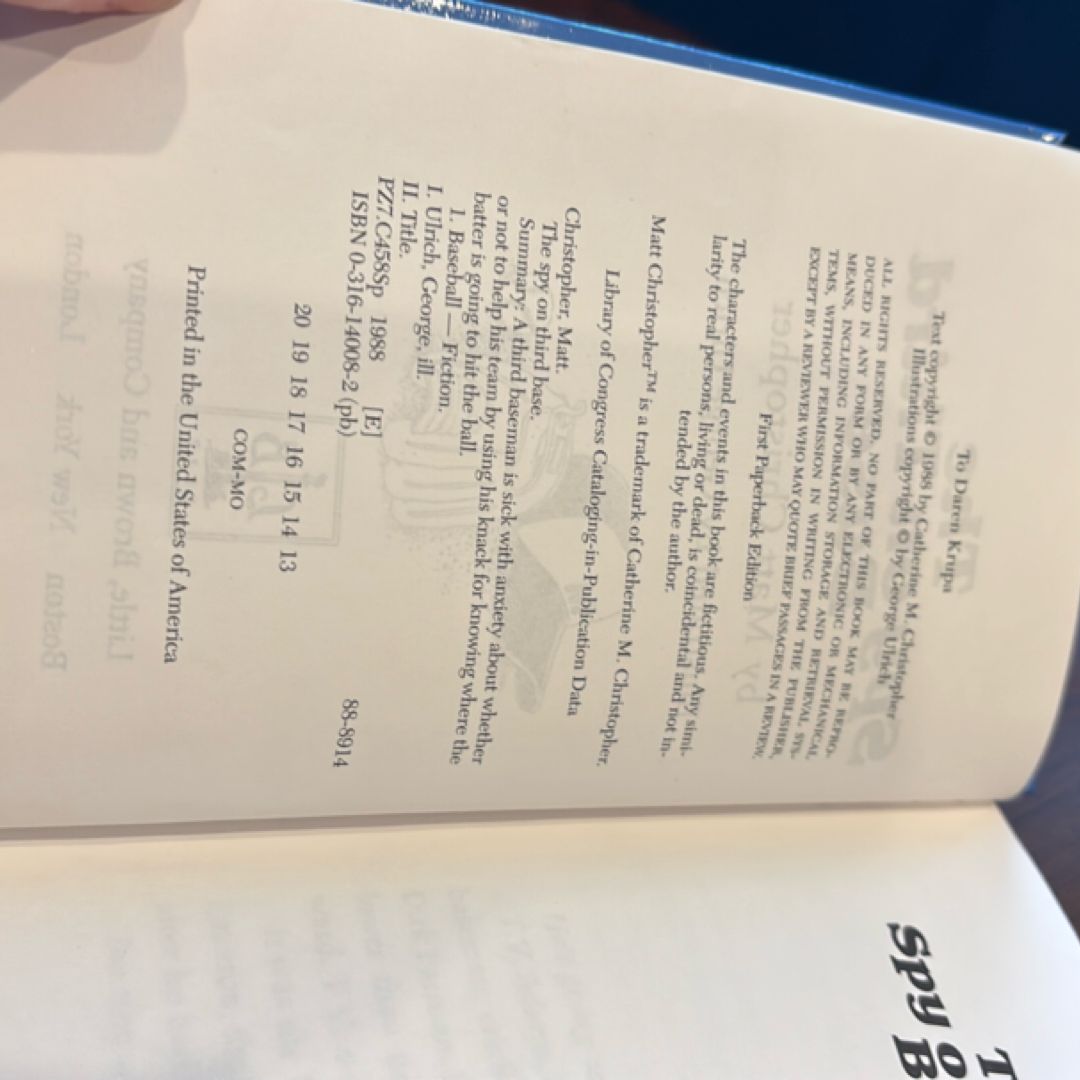 To Daren Krupa
Text copyright © 1988 by Catherine M. Christopher
Illustrations copyright © by George Ulrich
ALL RIGHTS RESERVED. NO PART OF THIS BOOK MAY BE REPRO-
DUCED IN ANY FORM OR BY ANY ELECTRONIC OR MECHANICAL
MEANS, INCLUDING INFORMATION STORAGE AND RETRIEVAL SYS-
TEMS, WITHOUT PERMISSION IN WRITING FROM THE PUBLISHER,
EXCEPT BY A REVIEWER WHO MAY QUOTE BRIEF PASSAGES IN A REVIEW.
First Paperback Edition
The characters and events in this book are fictitious. Any simi-
larity to real persons, living or dead, is coincidental and not in-
tended by the author.
Matt Christopher™ is a trademark of Catherine M. Christopher.
Library of Congress Cataloging-in-Publication Data
Christopher, Matt.
The spy on third base.
Summary: A third baseman is sick with anxiety about whether
or not to help his team by using his knack for knowing where the
batter is going to hit the ball.
1. Baseball — Fiction.
I. Ulrich, George, ill.
II. Title.
PZ7.C458Sp 1988 [E] 88-8914
ISBN 0-316-14008-2 (pb)
20 19 18 17 16 15 14 13
COM-MO
Printed in the United States of America
Spy